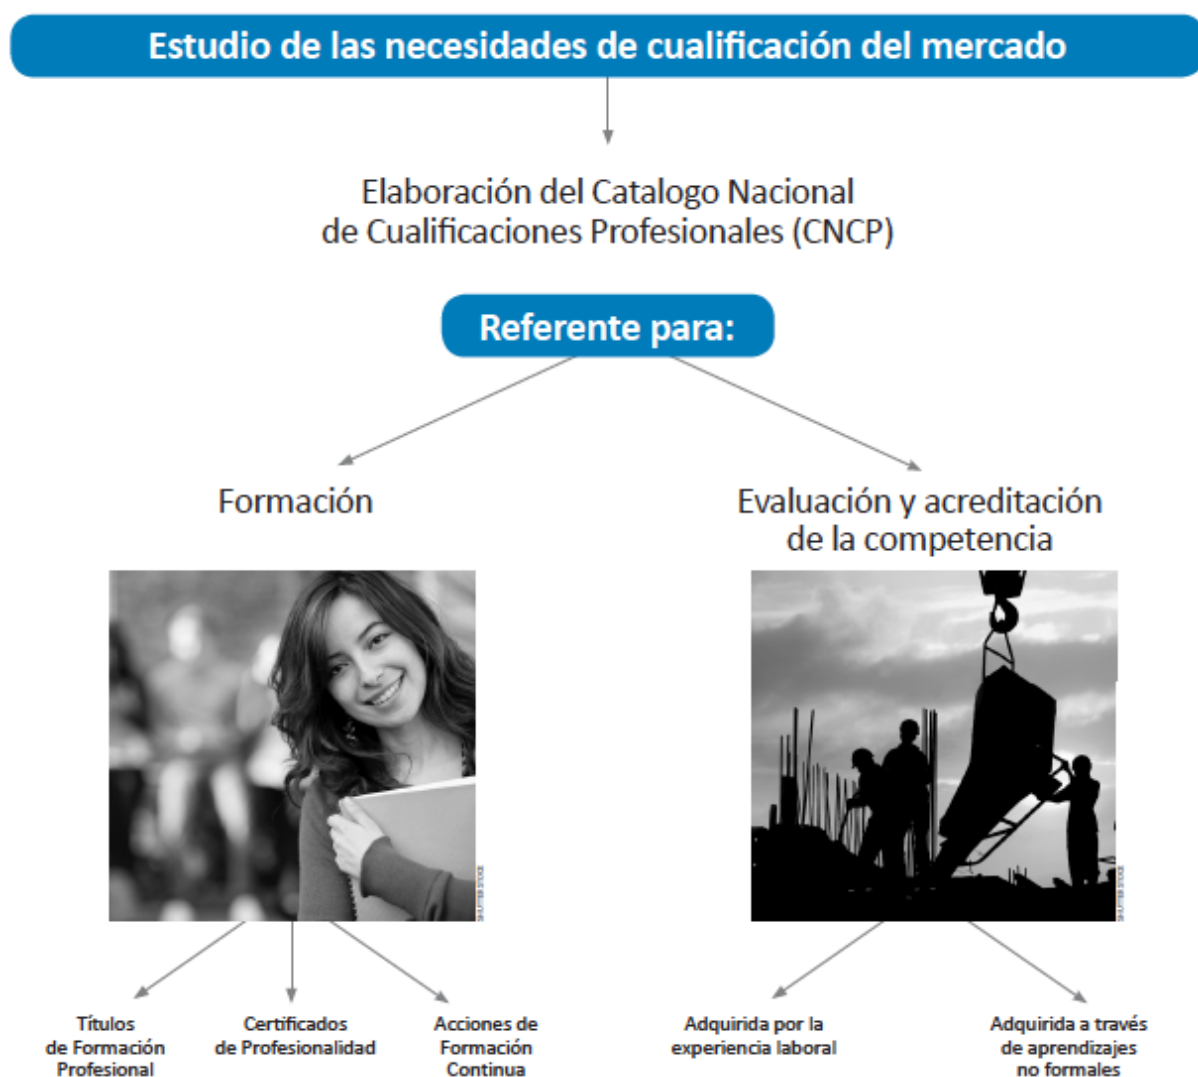 Estudio de las necesidades de cualificación del mercado
Elaboración del Catalogo Nacional
de Cualificaciones Profesionales (CNCP)
Referente para:
Formación
Evaluación y acreditación
de la competencia
SHUTTERSTOCK
SHUTTERSTOCK
Títulos
de Formación
Profesional
Certificados
de Profesionalidad
Acciones de
Formación
Continua
Adquirida por la
experiencia laboral
Adquirida a través
de aprendizajes
no formales